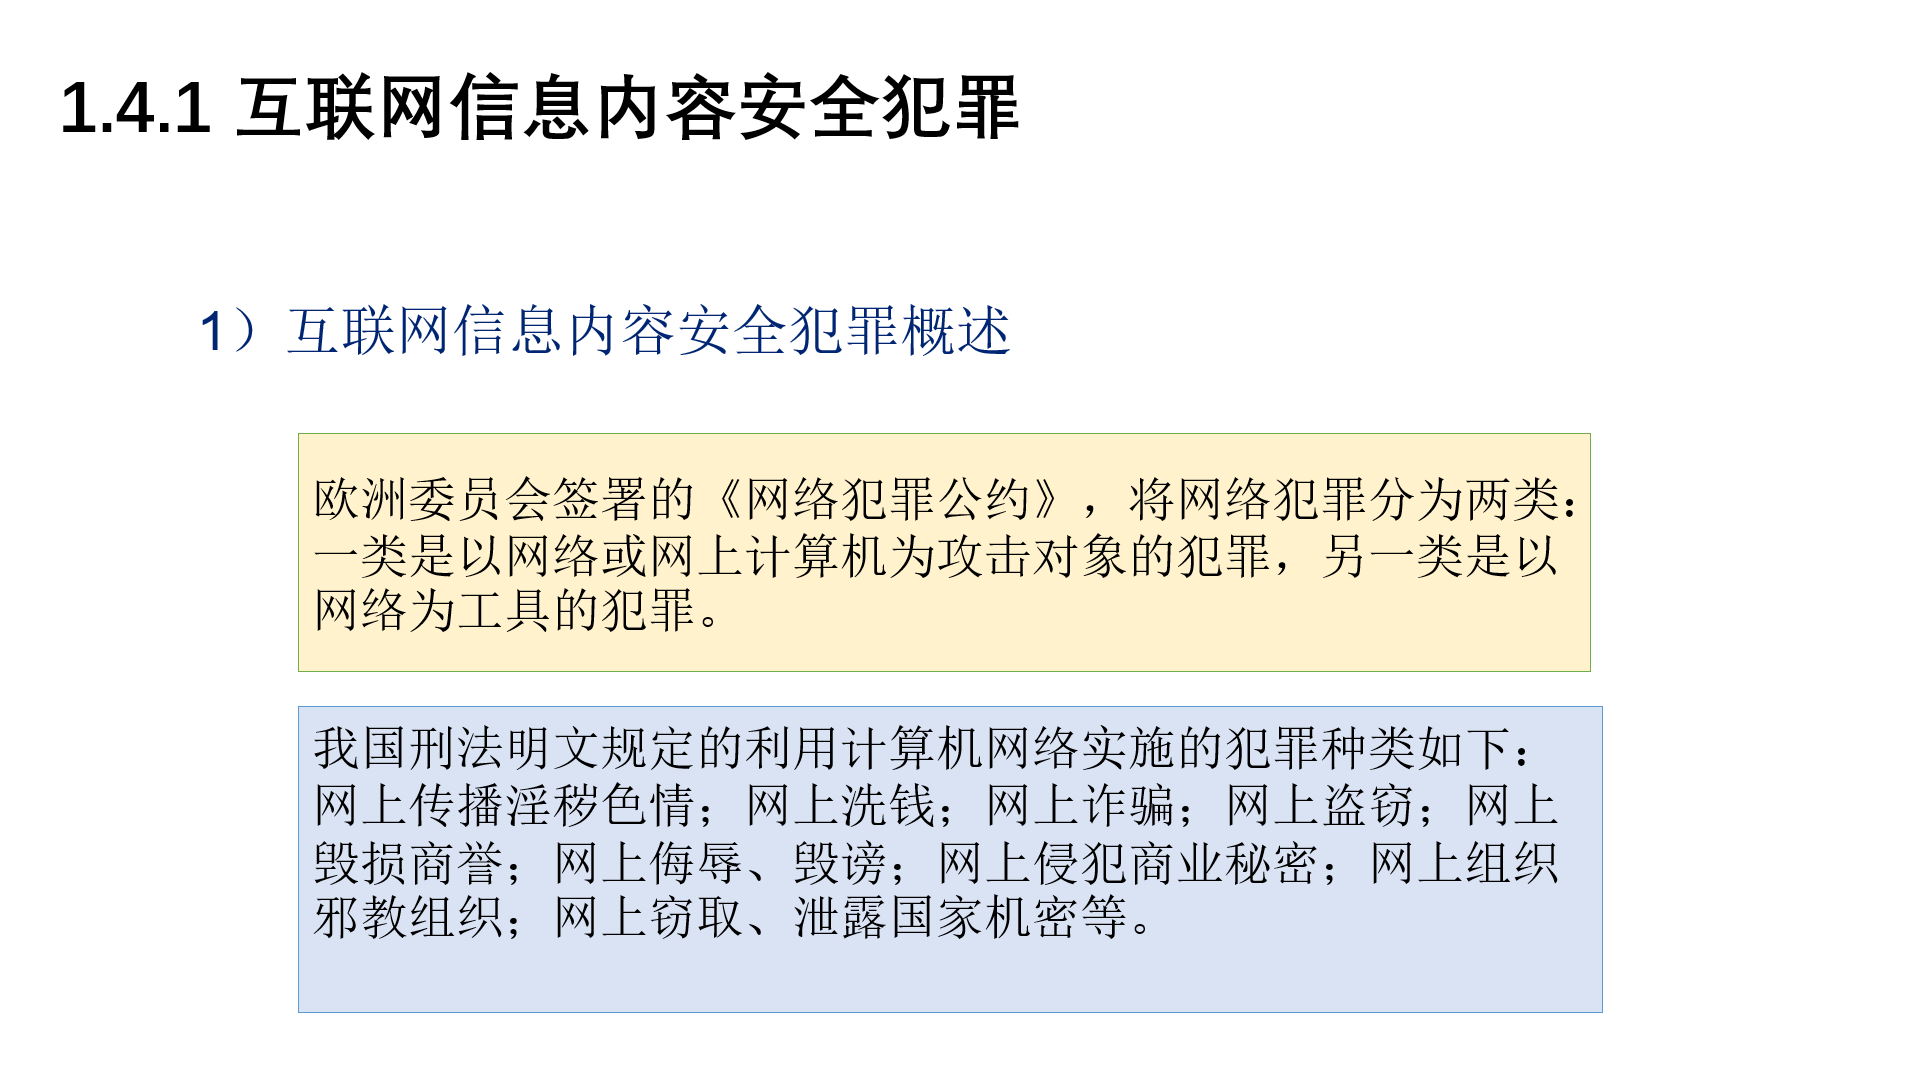 1.4.1 互联网信息内容安全犯罪
1）互联网信息内容安全犯罪概述
欧洲委员会签署的《网络犯罪公约》，将网络犯罪分为两类：
一类是以网络或网上计算机为攻击对象的犯罪，另一类是以
网络为工具的犯罪。
我国刑法明文规定的利用计算机网络实施的犯罪种类如下：
网上传播淫秽色情；网上洗钱；网上诈骗；网上盗窃；网上
毁损商誉；网上侮辱、毁谤；网上侵犯商业秘密；网上组织
邪教组织；网上窃取、泄露国家机密等。